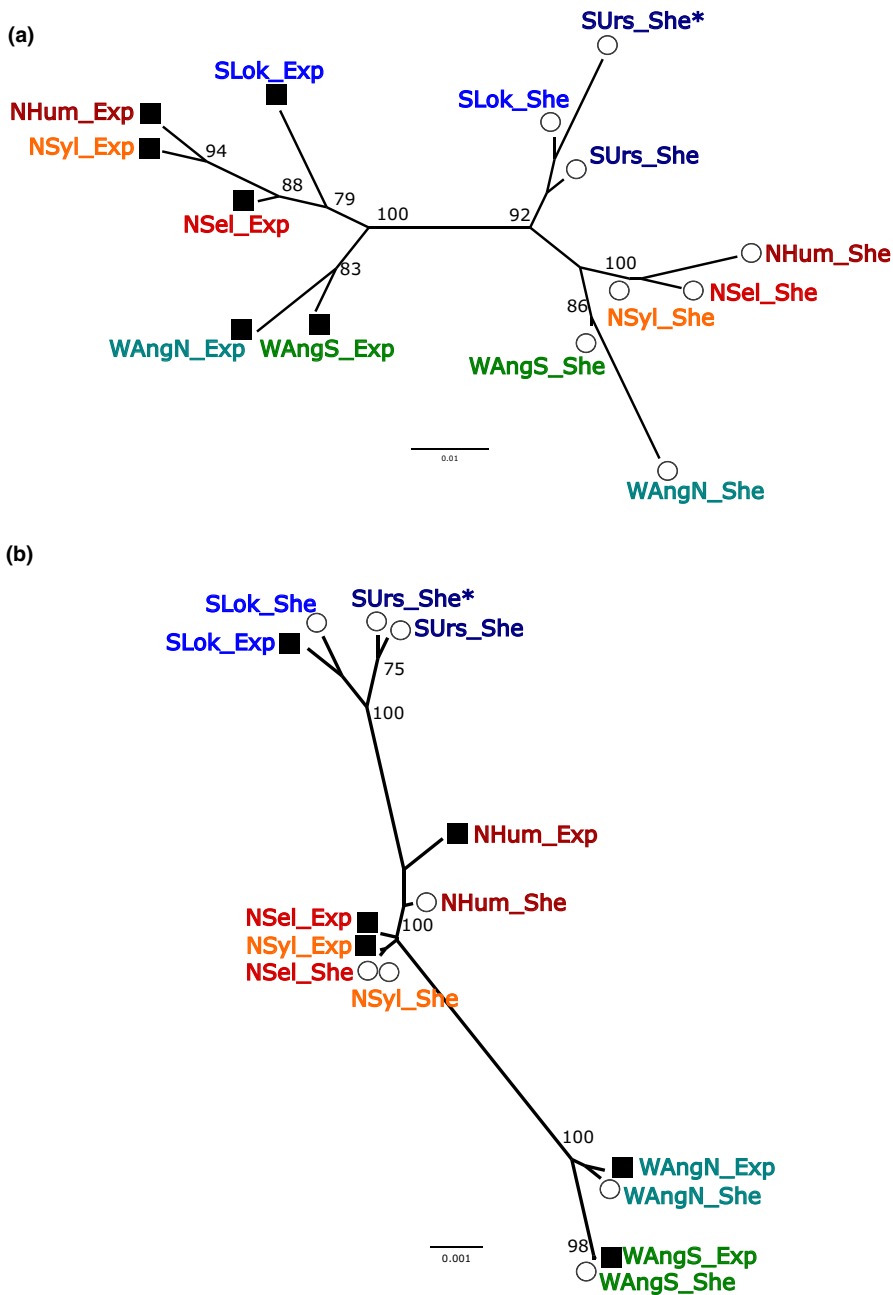 (a)
SUrs_She*
SLok_Exp
SLok_She
NHum_Exp
NSyl_Exp
94
SUrs_She
88
79
NSel_Exp
100
92
NHum_She
100
83
NSel_She
NSyl_She
86
WAngN_Exp
WAngS_Exp
WAngS_She
0.01
WAngN_She
(b)
SLok_She
SUrs_She*
SUrs_She
SLok_Exp
75
100
NHum_Exp
NHum_She
NSel_Exp
100
NSyl_Exp
NSel_She
NSyl_She
100
WAngN_Exp
WAngN_She
98
WAngS_Exp
0.001
WAngS_She